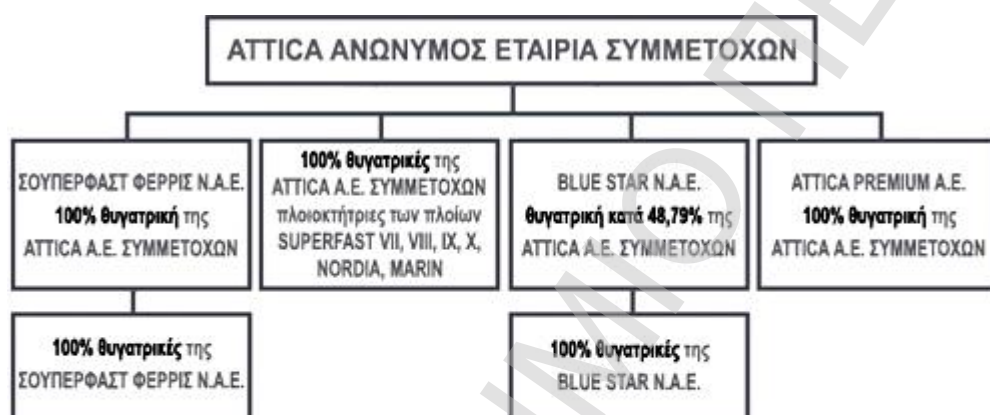 ATTICA ΑΝΩΝΥΜΟΣ ΕΤΑΙΡΙΑ ΣΥΜΜΕΤΟΧΩΝ
ΣΟΥΠΕΡΦΑΣΤ ΦΕΡΡΙΣ Ν.Α.Ε.
100% θυγατρική της
ATTICA Α.Ε. ΣΥΜΜΕΤΟΧΩΝ
100% θυγατρικές της
ATTICA Α.Ε. ΣΥΜΜΕΤΟΧΩΝ
πλοιοκτήτριες των πλοίων
SUPERFAST VII, VIII, IX, X,
NORDIA, MARIN
BLUE STAR Ν.Α.Ε.
θυγατρική κατά 48,79% της
ATTICA Α.Ε. ΣΥΜΜΕΤΟΧΩΝ
ATTICA PREMIUM Α.Ε.
100% θυγατρική της
ATTICA Α.Ε. ΣΥΜΜΕΤΟΧΩΝ
100% θυγατρικές της
ΣΟΥΠΕΡΦΑΣΤ ΦΕΡΡΙΣ Ν.Α.Ε.
100% θυγατρικές της
BLUE STAR Ν.Α.Ε.